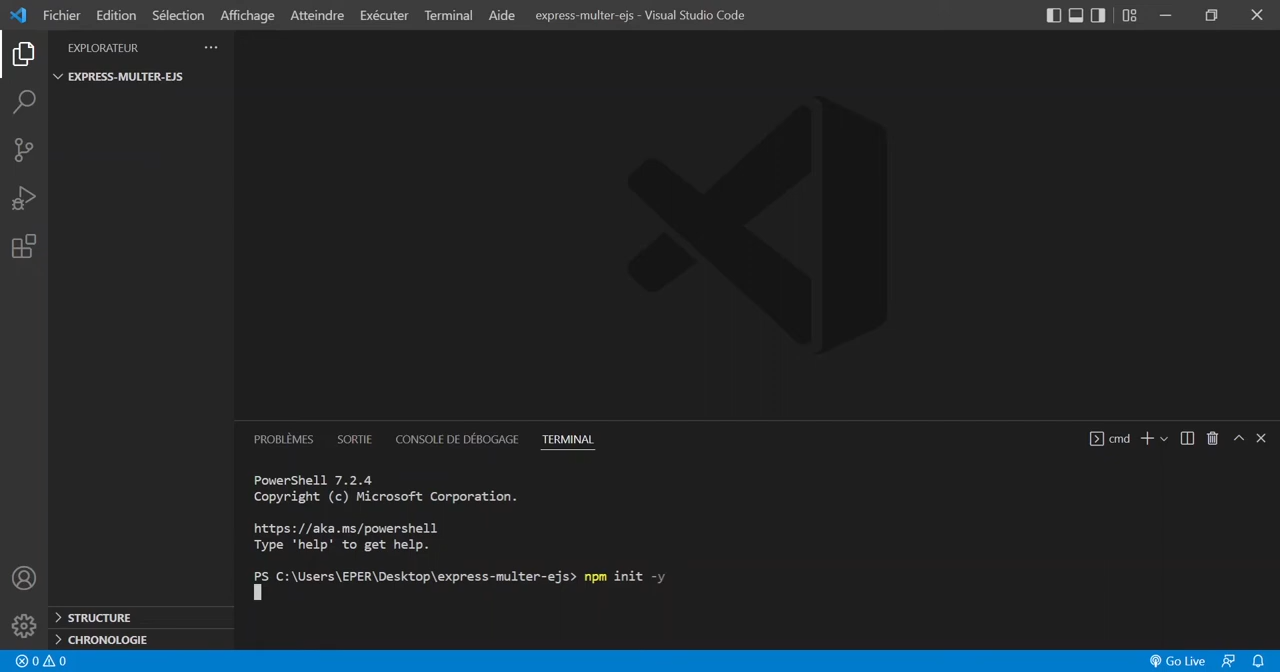 Fichier Edition Sélection Affichage Atteindre Exécuter Terminal Aide express-multer-ejs - Visual Studio Code
EXPLORATEUR
EXPRESS-MULTER-EJS
PROBLÈMES SORTIE CONSOLE DE DÉBOGAGE TERMINAL cmd
PowerShell 7.2.4
Copyright (c) Microsoft Corporation.
https://aka.ms/powershell
Type 'help' to get help.
PS C:\Users\EPER\Desktop\express-multer-ejs> npm init -y
STRUCTURE
CHRONOLOGIE
0 0 Go Live